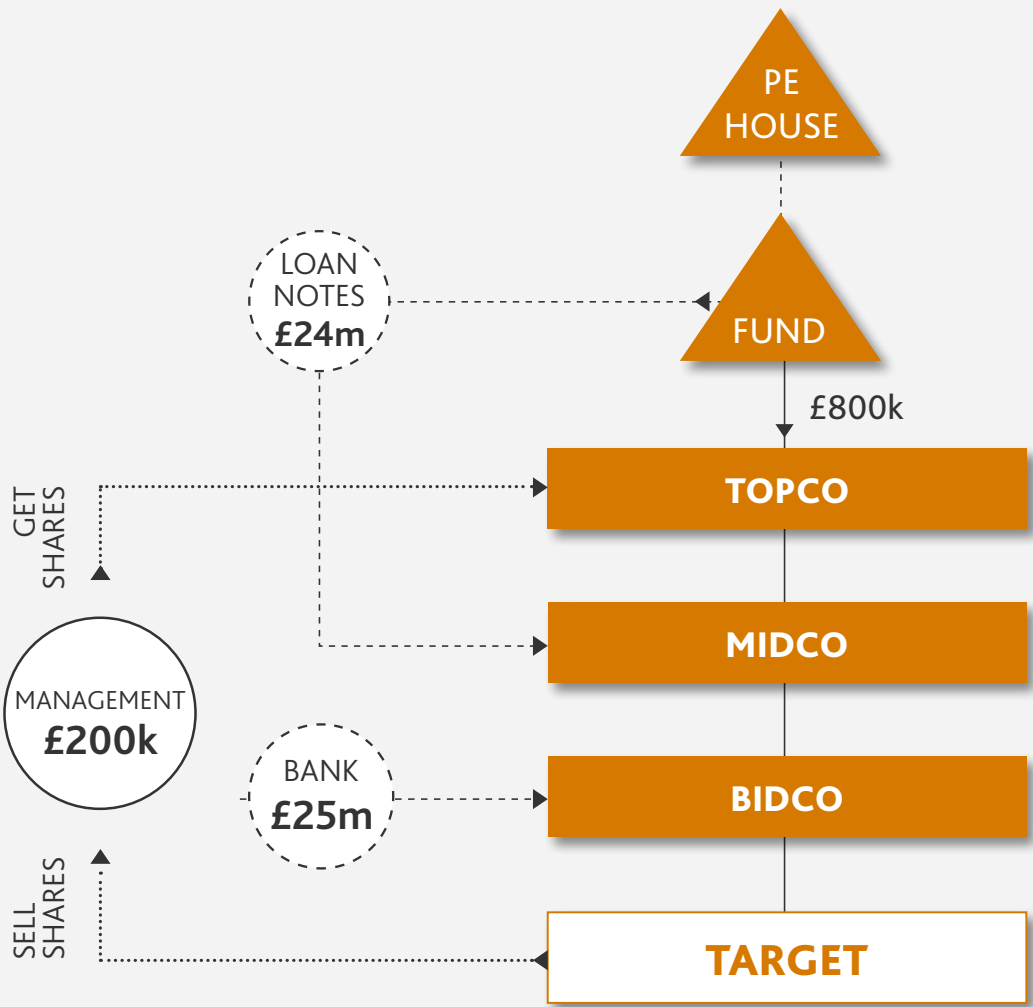 PE
HOUSE
LOAN
NOTES
£24m
FUND
£800k
GET
SHARES
TOPCO
MIDCO
MANAGEMENT
£200k
BANK
£25m
BIDCO
SELL
SHARES
TARGET